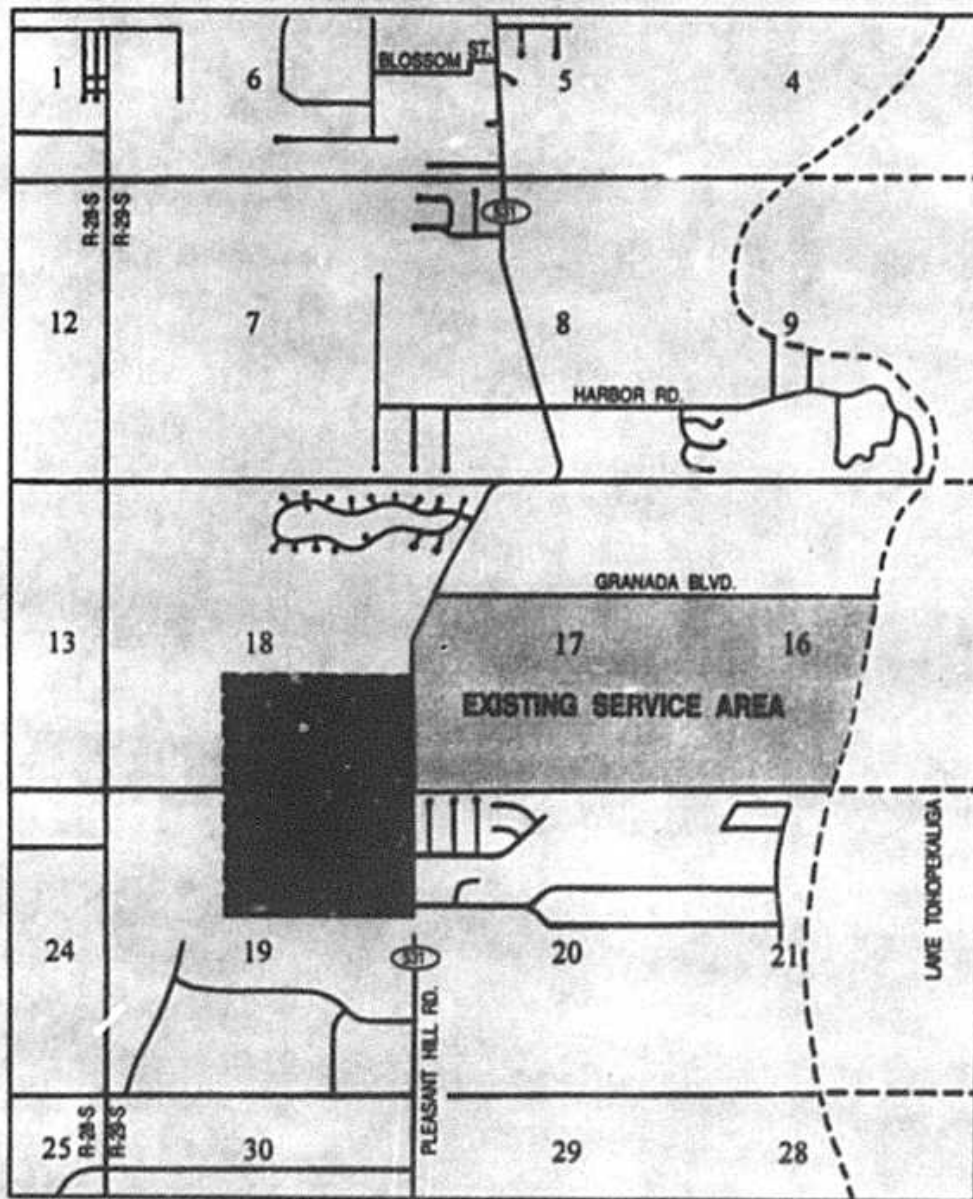 BLOSSOM ST.
1 6 5 4
R-28-S R-29-S
531
12 7 8 9
HARBOR RD.
GRANADA BLVD.
13 18 17 16
EXISTING SERVICE AREA
LAKE TOHOPEKALIGA
24 19 20 21
531
PLEASANT HILL RD.
25 R-28-S R-29-S 30 29 28